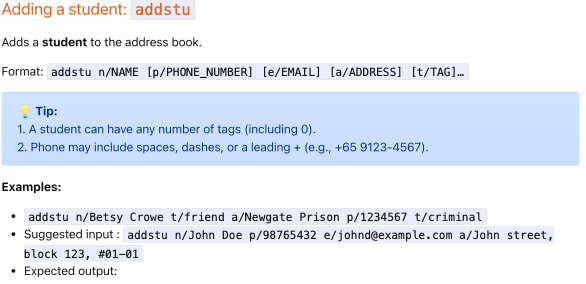 Adding a student: addstu
Adds a student to the address book.
Format: addstu n/NAME [p/PHONE_NUMBER] [e/EMAIL] [a/ADDRESS] [t/TAG]…
💡 Tip:
1. A student can have any number of tags (including 0).
2. Phone may include spaces, dashes, or a leading + (e.g., +65 9123-4567).
Examples:
• addstu n/Betsy Crowe t/friend a/Newgate Prison p/1234567 t/criminal
• Suggested input : addstu n/John Doe p/98765432 e/johnd@example.com a/John street,
block 123, #01-01
• Expected output: